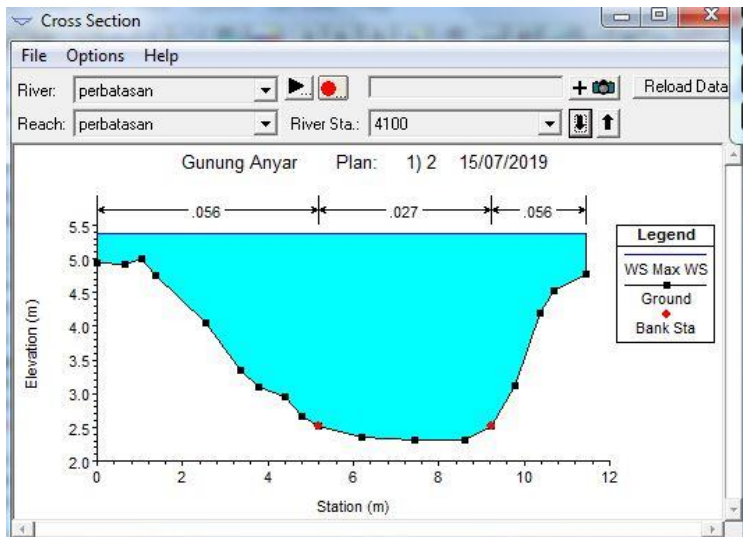 Cross Section
File Options Help
River: perbatasan Reload Data
Reach: perbatasan River Sta.: 4100
Gunung Anyar Plan: 1) 2 15/07/2019
.056 .027 .056
5.5
5.0
4.5
4.0
3.5
3.0
2.5
2.0
Elevation (m)
0 2 4 6 8 10 12
Station (m)
Legend
WS Max WS
Ground
Bank Sta